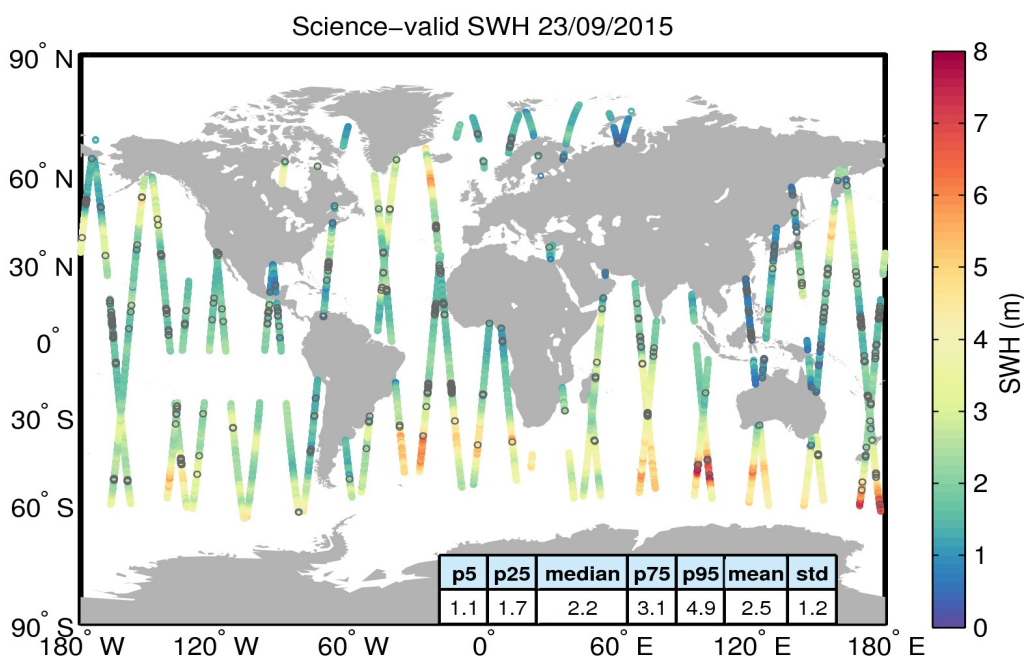 Science−valid SWH 23/09/2015
90° N
60° N
30° N
0°
30° S
60° S
90° S
180° W
120° W
60° W
0°
60° E
120° E
180° E
p5 p25 median p75 p95 mean std
1.1 1.7 2.2 3.1 4.9 2.5 1.2
8
7
6
5
4
3
2
1
0
SWH (m)